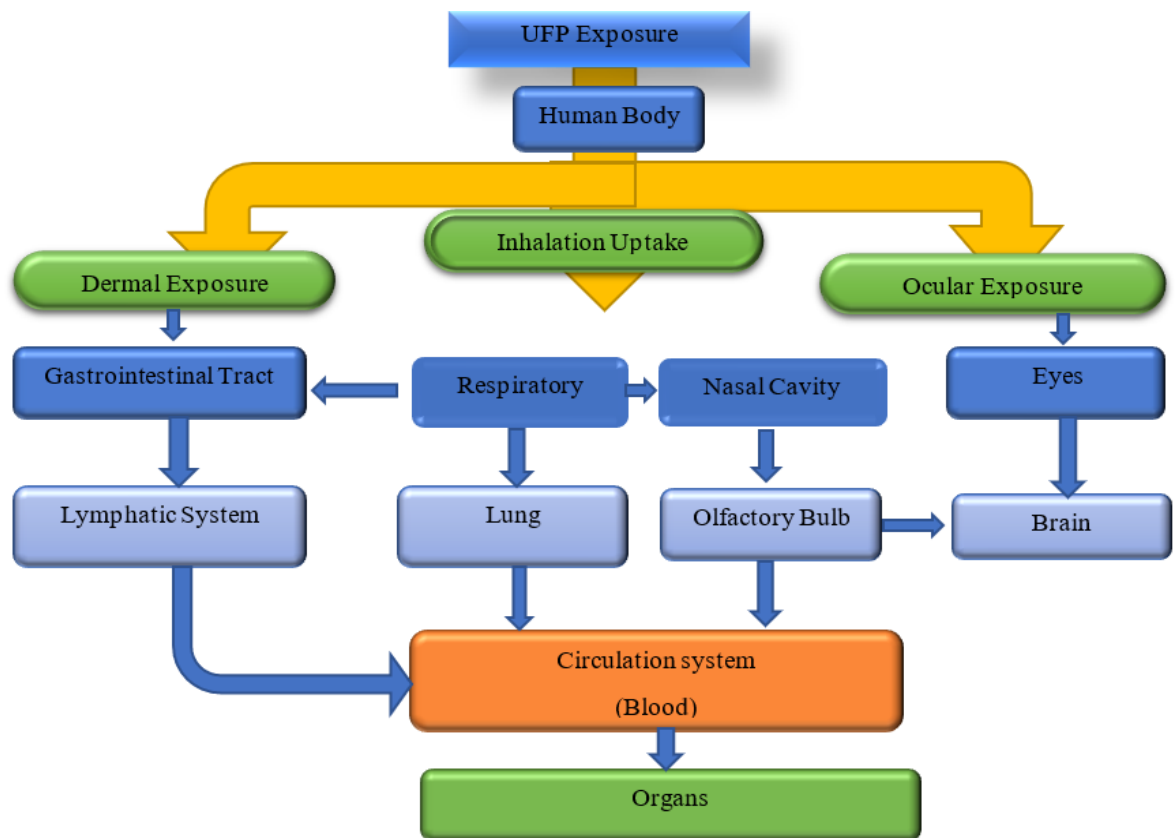 UFP Exposure
Human Body
Inhalation Uptake
Dermal Exposure
Ocular Exposure
Gastrointestinal Tract
Respiratory
Nasal Cavity
Eyes
Lymphatic System
Lung
Olfactory Bulb
Brain
Circulation system
(Blood)
Organs